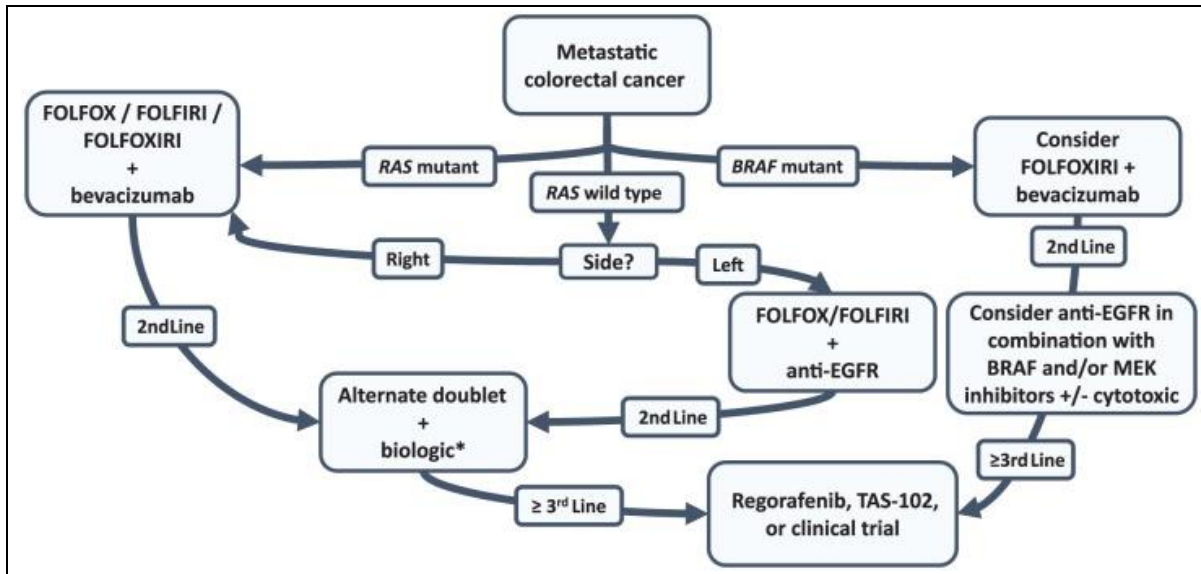 Metastatic
colorectal cancer
FOLFOX / FOLFIRI /
FOLFOXIRI
+
bevacizumab
RAS mutant
BRAF mutant
RAS wild type
Consider
FOLFOXIRI +
bevacizumab
Right
Side?
Left
2nd Line
2ndLine
FOLFOX/FOLFIRI
+
anti-EGFR
Consider anti-EGFR in
combination with
BRAF and/or MEK
inhibitors +/- cytotoxic
Alternate doublet
+
biologic*
2nd Line
≥3rd Line
≥ 3rd Line
Regorafenib, TAS-102,
or clinical trial